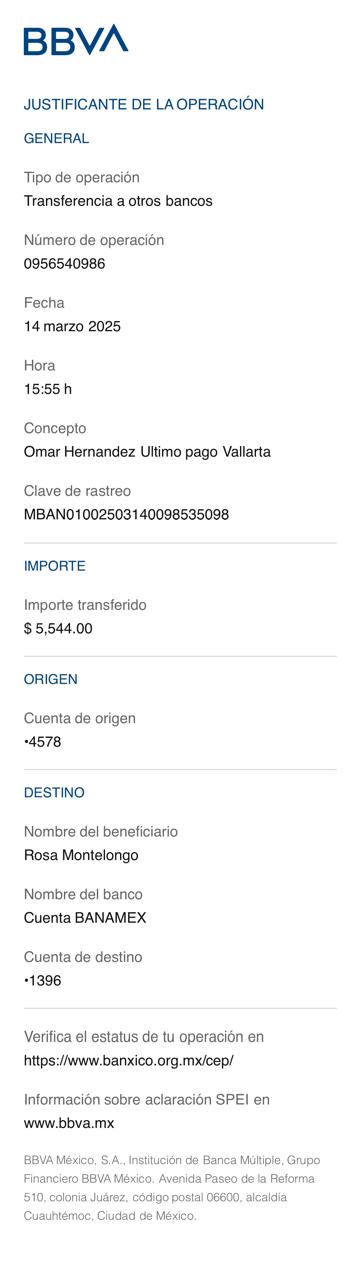 BBVA
JUSTIFICANTE DE LA OPERACIÓN
GENERAL
Tipo de operación
Transferencia a otros bancos
Número de operación
0956540986
Fecha
14 marzo 2025
Hora
15:55 h
Concepto
Omar Hernandez Ultimo pago Vallarta
Clave de rastreo
MBAN01002503140098535098
IMPORTE
Importe transferido
$ 5,544.00
ORIGEN
Cuenta de origen
•4578
DESTINO
Nombre del beneficiario
Rosa Montelongo
Nombre del banco
Cuenta BANAMEX
Cuenta de destino
•1396
Verifica el estatus de tu operación en
https://www.banxico.org.mx/cep/
Información sobre aclaración SPEI en
www.bbva.mx
BBVA México, S.A., Institución de Banca Múltiple, Grupo
Financiero BBVA México. Avenida Paseo de la Reforma
510, colonia Juárez, código postal 06600, alcaldía
Cuauhtémoc, Ciudad de México.